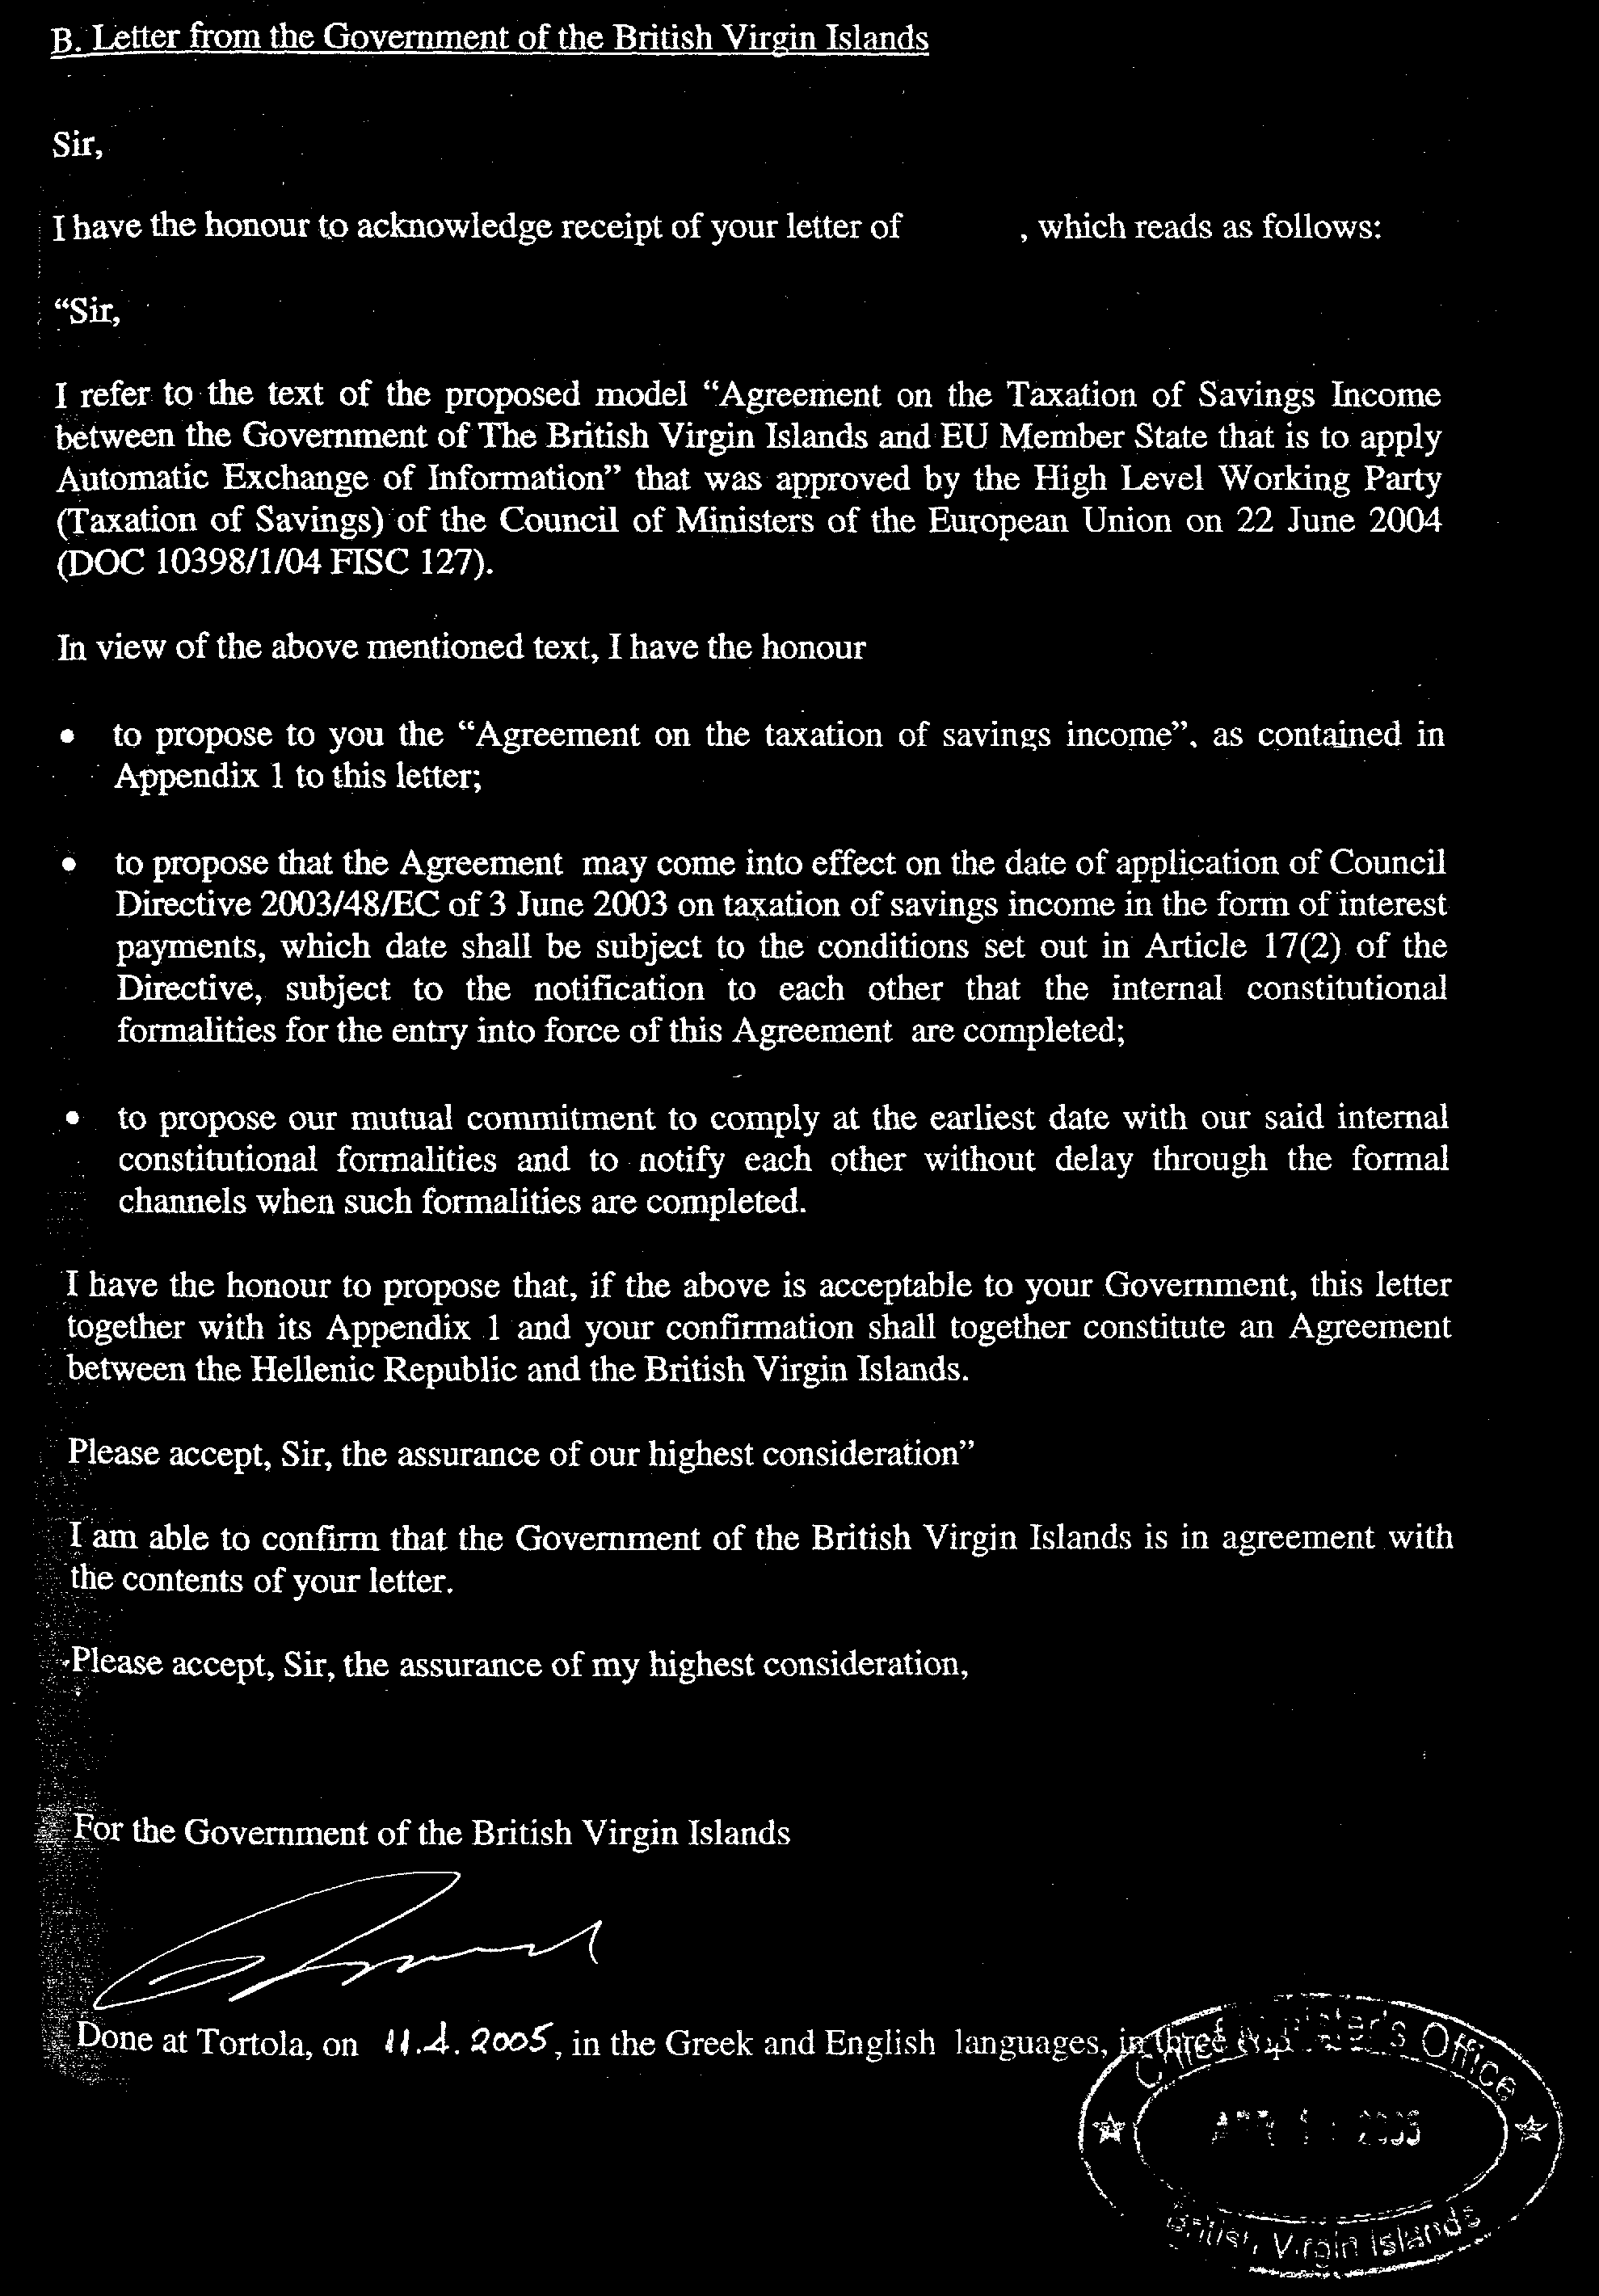 B. Letter from the Government of the British Virgin Islands
Sir,
I have the honour to acknowledge receipt of your letter of , which reads as follows:
“Sir,
I refer to the text of the proposed model “Agreement on the Taxation of Savings Income
between the Government of The British Virgin Islands and EU Member State that is to apply
Automatic Exchange of Information” that was approved by the High Level Working Party
(Taxation of Savings) of the Council of Ministers of the European Union on 22 June 2004
(DOC 10398/1/04 FISC 127).
In view of the above mentioned text, I have the honour
• to propose to you the “Agreement on the taxation of savings income”, as contained in
Appendix 1 to this letter;
• to propose that the Agreement may come into effect on the date of application of Council
Directive 2003/48/EC of 3 June 2003 on taxation of savings income in the form of interest
payments, which date shall be subject to the conditions set out in Article 17(2) of the
Directive, subject to the notification to each other that the internal constitutional
formalities for the entry into force of this Agreement are completed;
• to propose our mutual commitment to comply at the earliest date with our said internal
constitutional formalities and to notify each other without delay through the formal
channels when such formalities are completed.
I have the honour to propose that, if the above is acceptable to your Government, this letter
together with its Appendix 1 and your confirmation shall together constitute an Agreement
between the Hellenic Republic and the British Virgin Islands.
Please accept, Sir, the assurance of our highest consideration”
I am able to confirm that the Government of the British Virgin Islands is in agreement with
the contents of your letter.
Please accept, Sir, the assurance of my highest consideration,
For the Government of the British Virgin Islands
Done at Tortola, on 11.4.2005, in the Greek and English languages, in three
Chief Minister's Office
APR 2005
British Virgin Islands